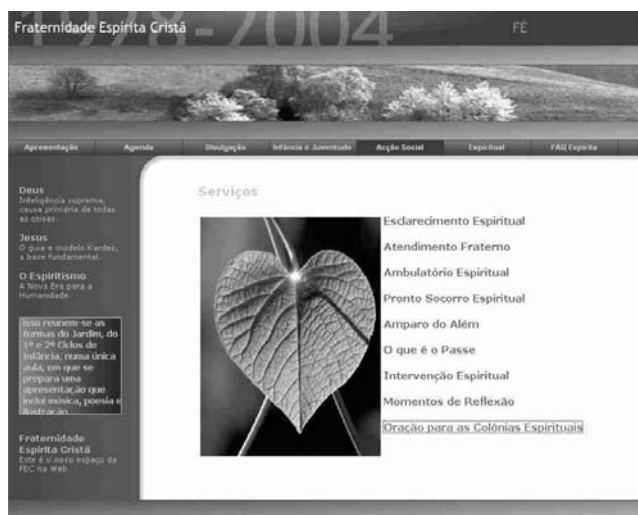 1978-2004
Fraternidade Espírita Cristã
FÉ
Apresentação Agenda Divulgação Infância e Juventude Acção Social Espiritual FAQ Espírita
Deus
Inteligência suprema,
causa primária de todas
as coisas.
Jesus
O guia e modelo Kardec,
a base fundamental.
O Espiritismo
A Nova Era para a
Humanidade.
isso reunem-se as
turmas do Jardim, do
1º e 2º Ciclos de
Infância, numa única
aula, em que se
prepara uma
apresentação que
inclui música, poesia e
ilustração
Fraternidade
Espírita Cristã
Este é o novo espaço da
FEC na Web.
Serviços
Esclarecimento Espiritual
Atendimento Fraterno
Ambulatório Espiritual
Pronto Socorro Espiritual
Amparo do Além
O que é o Passe
Intervenção Espiritual
Momentos de Reflexão
Oração para as Colónias Espirituais